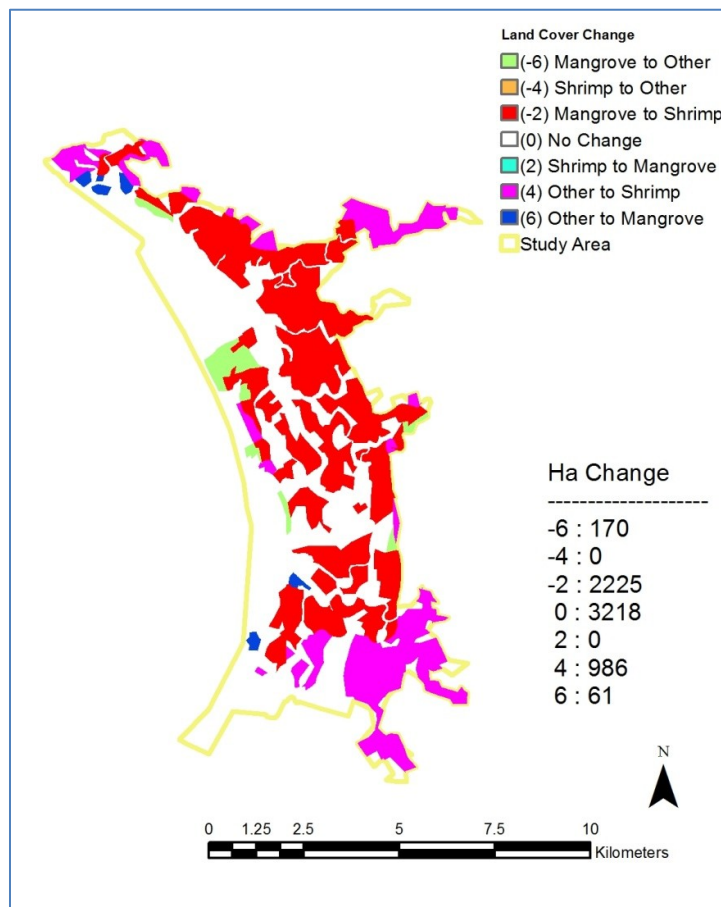 Land Cover Change
(-6) Mangrove to Other
(-4) Shrimp to Other
(-2) Mangrove to Shrimp
(0) No Change
(2) Shrimp to Mangrove
(4) Other to Shrimp
(6) Other to Mangrove
Study Area
Ha Change
--------------------
-6 : 170
-4 : 0
-2 : 2225
0 : 3218
2 : 0
4 : 986
6 : 61
N
0 1.25 2.5 5 7.5 10
Kilometers